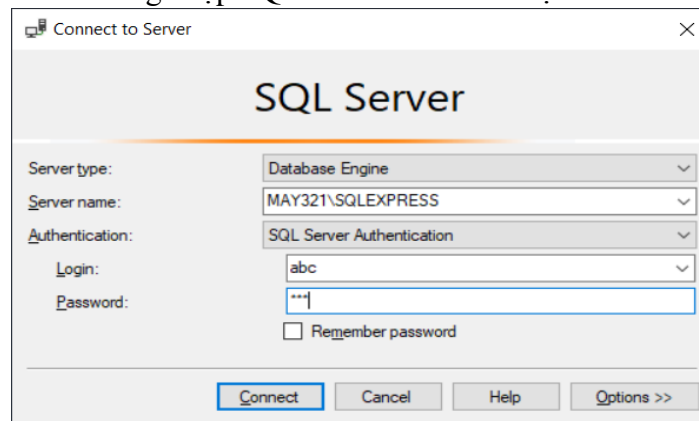 Connect to Server
SQL Server
Server type: Database Engine
Server name: MAY321\SQLEXPRESS
Authentication: SQL Server Authentication
Login: abc
Password: ***
Remember password
Connect Cancel Help Options >>